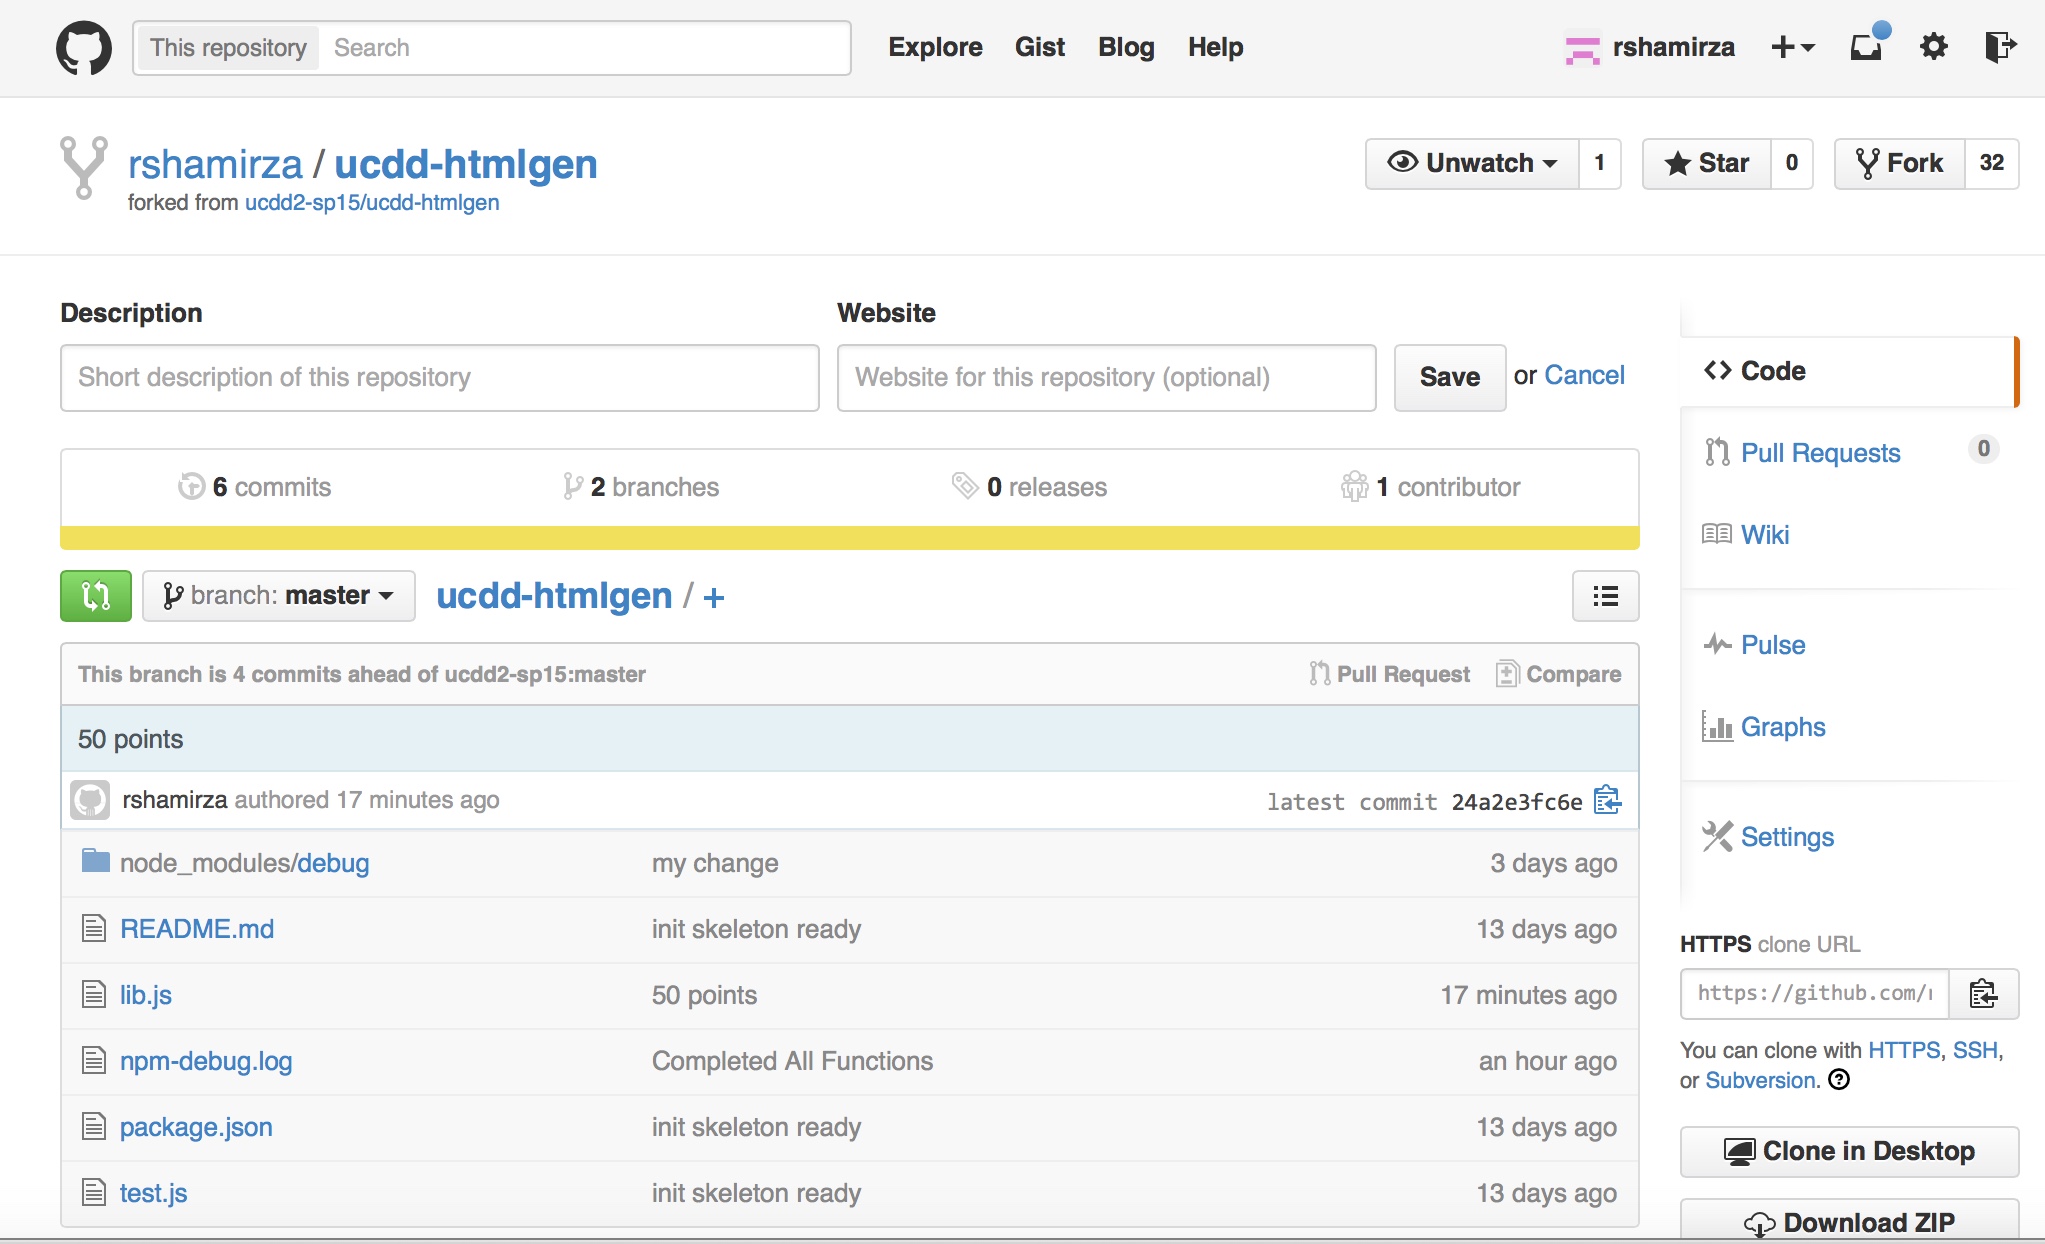 This repository Search Explore Gist Blog Help rshamirza
rshamirza / ucdd-htmlgen Unwatch 1 Star 0 Fork 32
forked from ucdd2-sp15/ucdd-htmlgen
Description Website
Short description of this repository Website for this repository (optional) Save or Cancel
6 commits 2 branches 0 releases 1 contributor
branch: master ucdd-htmlgen / +
This branch is 4 commits ahead of ucdd2-sp15:master Pull Request Compare
50 points
rshamirza authored 17 minutes ago latest commit 24a2e3fc6e
node_modules/debug my change 3 days ago
README.md init skeleton ready 13 days ago
lib.js 50 points 17 minutes ago
npm-debug.log Completed All Functions an hour ago
package.json init skeleton ready 13 days ago
test.js init skeleton ready 13 days ago
Code
Pull Requests 0
Wiki
Pulse
Graphs
Settings
HTTPS clone URL
https://github.com/
You can clone with HTTPS, SSH,
or Subversion.
Clone in Desktop
Download ZIP